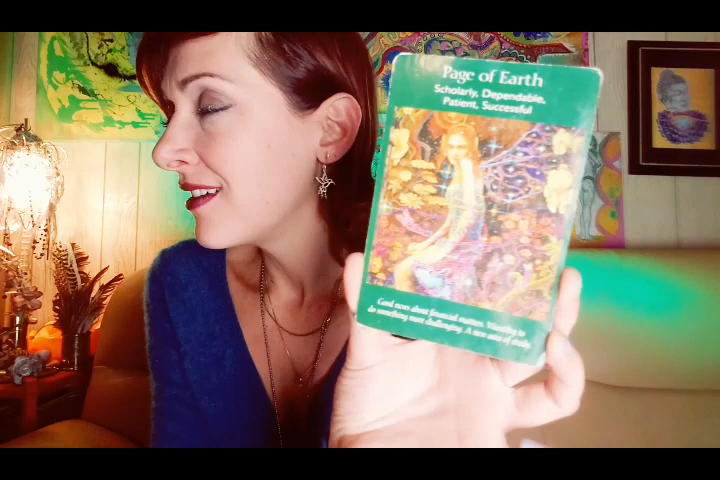 Page of Earth
Scholarly, Dependable,
Patient, Successful
Good news about financial matters. Wanting to
do something more challenging. A new area of study.